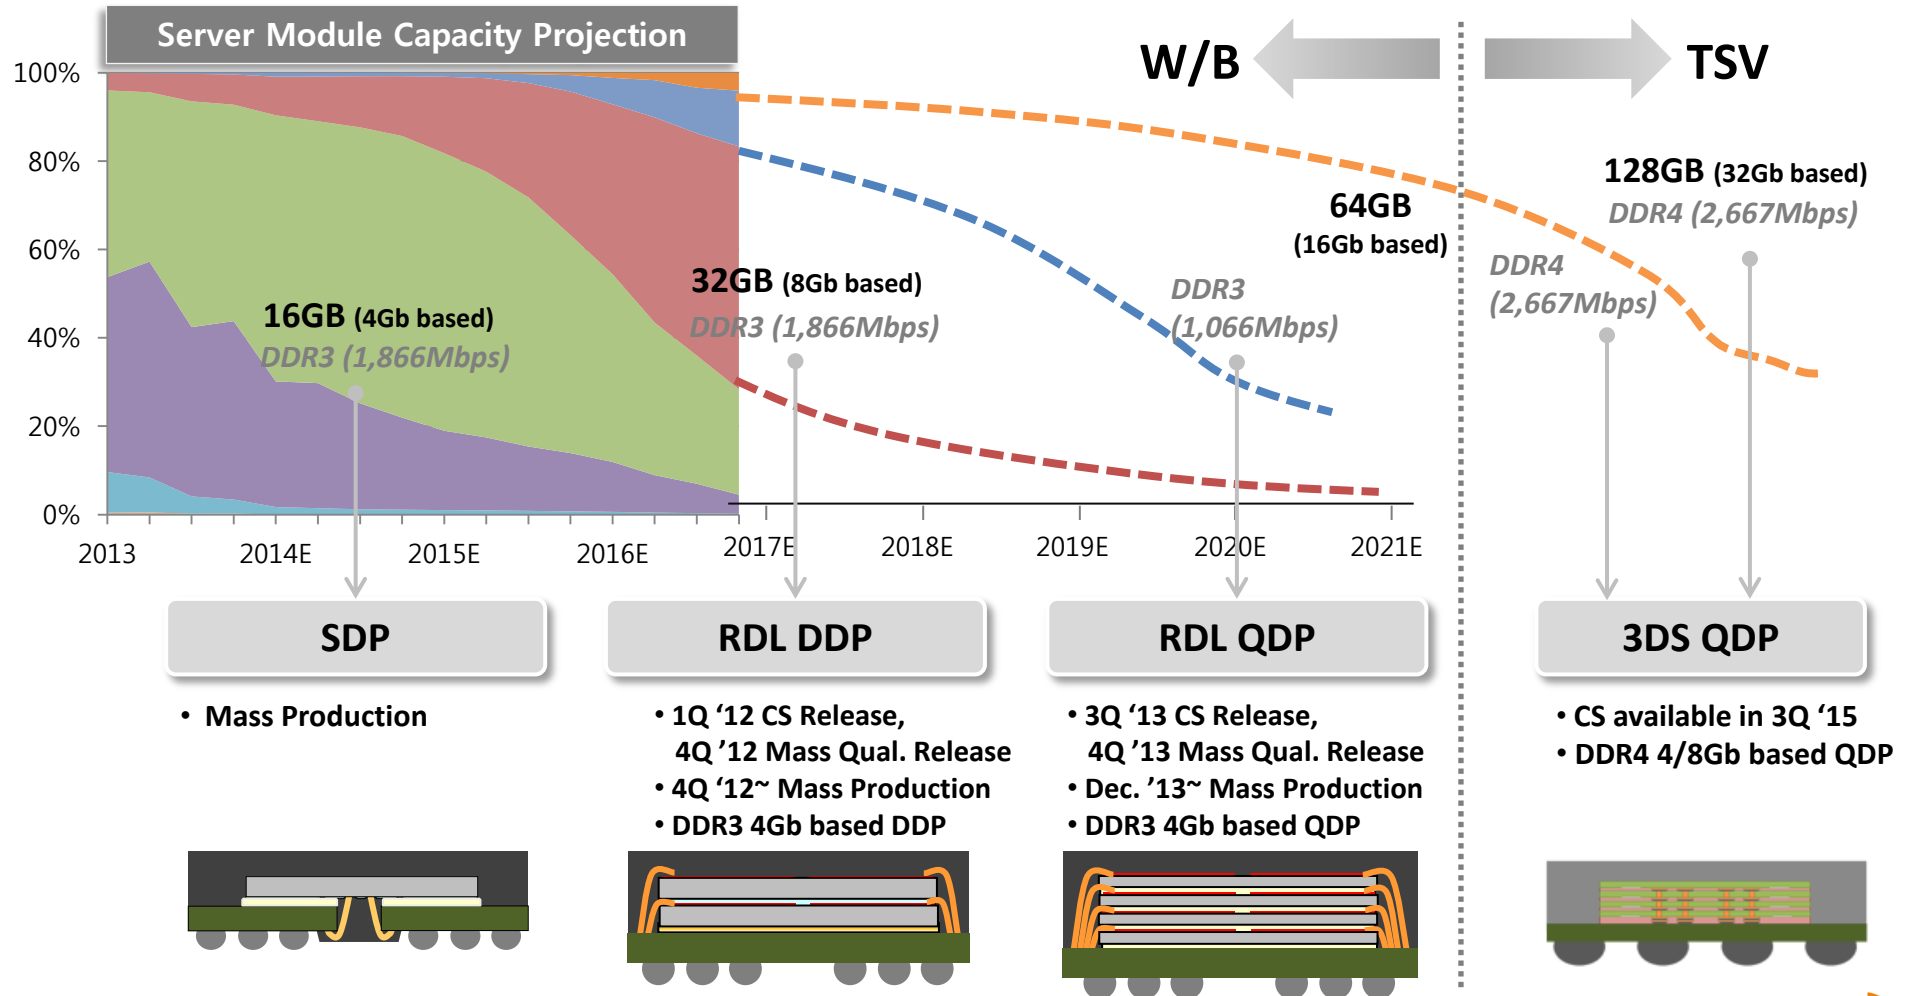 Server Module Capacity Projection
W/B
TSV
100%
80%
60%
40%
20%
0%
2013
2014E
2015E
2016E
2017E
2018E
2019E
2020E
2021E
16GB (4Gb based)
DDR3 (1,866Mbps)
32GB (8Gb based)
DDR3 (1,866Mbps)
64GB
(16Gb based)
DDR3
(1,066Mbps)
DDR4
(2,667Mbps)
128GB (32Gb based)
DDR4 (2,667Mbps)
SDP
• Mass Production
RDL DDP
• 1Q ‘12 CS Release,
4Q ’12 Mass Qual. Release
• 4Q ‘12~ Mass Production
• DDR3 4Gb based DDP
RDL QDP
• 3Q ‘13 CS Release,
4Q ’13 Mass Qual. Release
• Dec. ’13~ Mass Production
• DDR3 4Gb based QDP
3DS QDP
• CS available in 3Q ‘15
• DDR4 4/8Gb based QDP